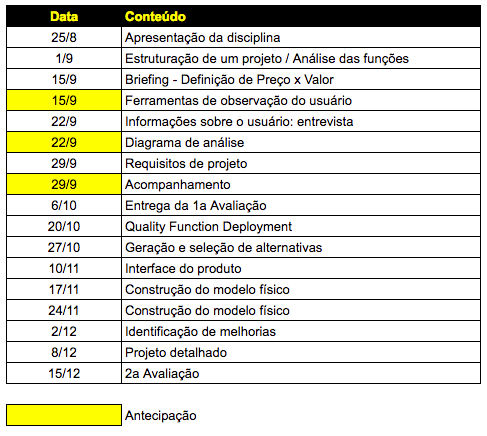 Data Conteúdo
25/8 Apresentação da disciplina
1/9 Estruturação de um projeto / Análise das funções
15/9 Briefing - Definição de Preço x Valor
15/9 Ferramentas de observação do usuário
22/9 Informações sobre o usuário: entrevista
22/9 Diagrama de análise
29/9 Requisitos de projeto
29/9 Acompanhamento
6/10 Entrega da 1a Avaliação
20/10 Quality Function Deployment
27/10 Geração e seleção de alternativas
10/11 Interface do produto
17/11 Construção do modelo físico
24/11 Construção do modelo físico
2/12 Identificação de melhorias
8/12 Projeto detalhado
15/12 2a Avaliação
Antecipação